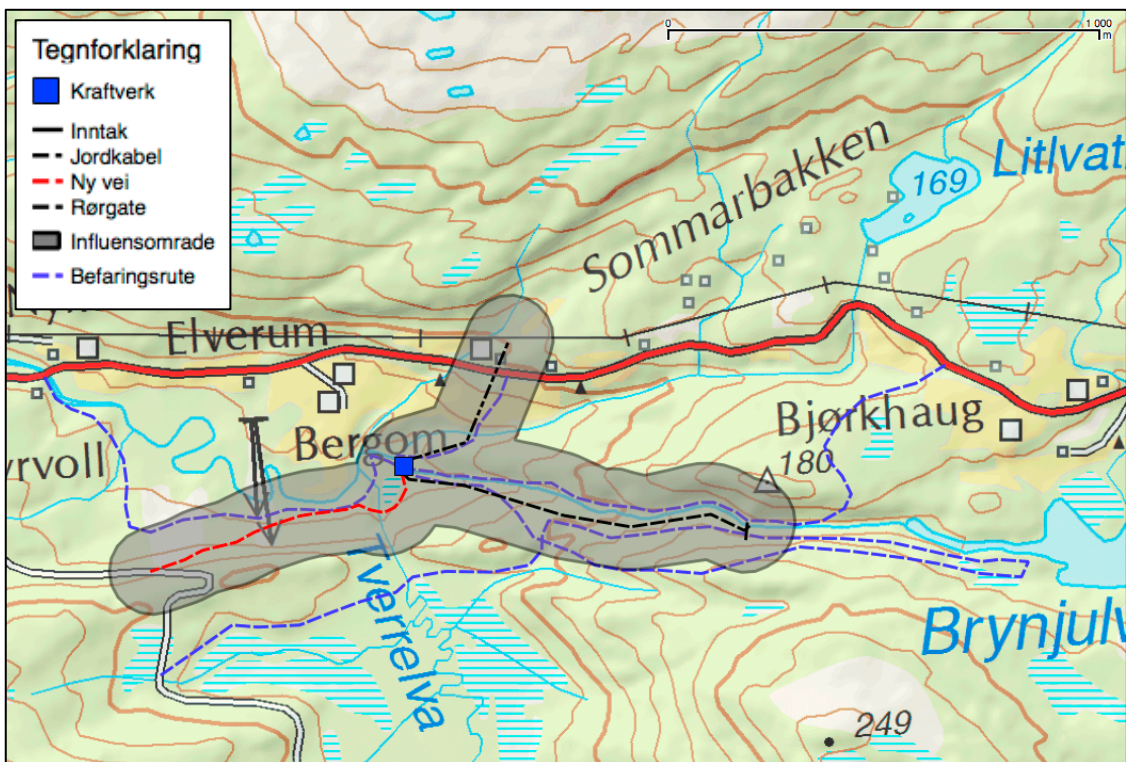 Tegnforklaring
Kraftverk
Inntak
Jordkabel
Ny vei
Rørgate
Influensomrade
Befaringsrute
0
1 000
m
Litlvat
169
Sommarbakken
Elverum
Bergom
Bjørkhaug
180
yrvoll
Tverrelva
Brynjulv
249